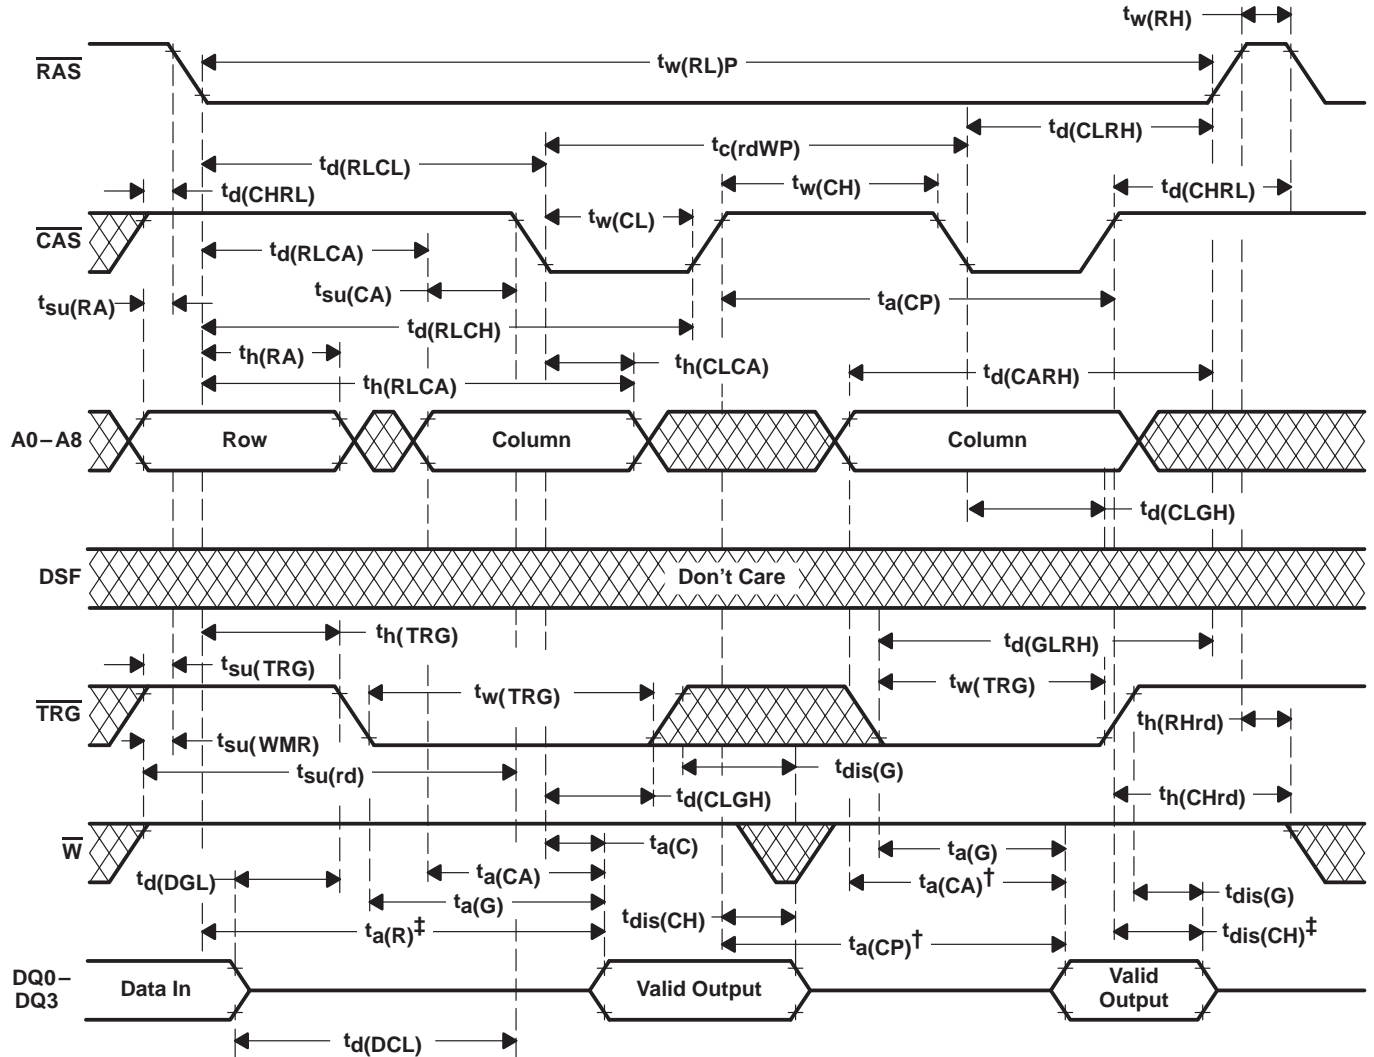 tw(RH)
RAS
tw(RL)P
td(CLRH)
tc(rdWP)
td(RLCL)
td(CHRL)
tw(CH)
td(CHRL)
CAS
tw(CL)
td(RLCA)
tsu(RA)
tsu(CA)
ta(CP)
td(RLCH)
th(RA)
th(CLCA)
th(RLCA)
td(CARH)
A0–A8
Row
Column
Column
td(CLGH)
DSF
Don't Care
th(TRG)
td(GLRH)
tsu(TRG)
tw(TRG)
tw(TRG)
TRG
th(RHrd)
tsu(WMR)
tsu(rd)
tdis(G)
td(CLGH)
th(CHrd)
W
ta(C)
ta(G)
td(DGL)
ta(CA)
ta(CA)†
tdis(G)
ta(G)
tdis(CH)
ta(R)‡
ta(CP)†
tdis(CH)‡
DQ0–
DQ3
Data In
Valid Output
Valid
Output
td(DCL)